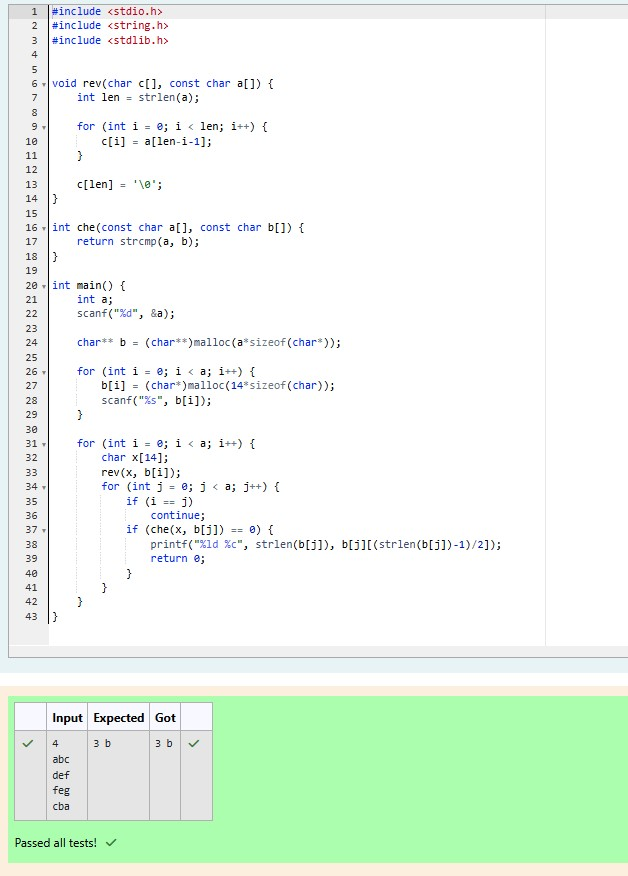 1 #include <stdio.h>
2 #include <string.h>
3 #include <stdlib.h>
4
5
6 void rev(char c[], const char a[]) {
7     int len = strlen(a);
8
9     for (int i = 0; i < len; i++) {
10         c[i] = a[len-i-1];
11     }
12
13     c[len] = '\0';
14 }
15
16 int che(const char a[], const char b[]) {
17     return strcmp(a, b);
18 }
19
20 int main() {
21     int a;
22     scanf("%d", &a);
23
24     char** b = (char**)malloc(a*sizeof(char*));
25
26     for (int i = 0; i < a; i++) {
27         b[i] = (char*)malloc(14*sizeof(char));
28         scanf("%s", b[i]);
29     }
30
31     for (int i = 0; i < a; i++) {
32         char x[14];
33         rev(x, b[i]);
34         for (int j = 0; j < a; j++) {
35             if (i == j)
36                 continue;
37             if (che(x, b[j]) == 0) {
38                 printf("%ld %c", strlen(b[j]), b[j][(strlen(b[j])-1)/2]);
39                 return 0;
40             }
41         }
42     }
43 }
Input Expected Got
4 3 b 3 b
abc
def
feg
cba
Passed all tests!